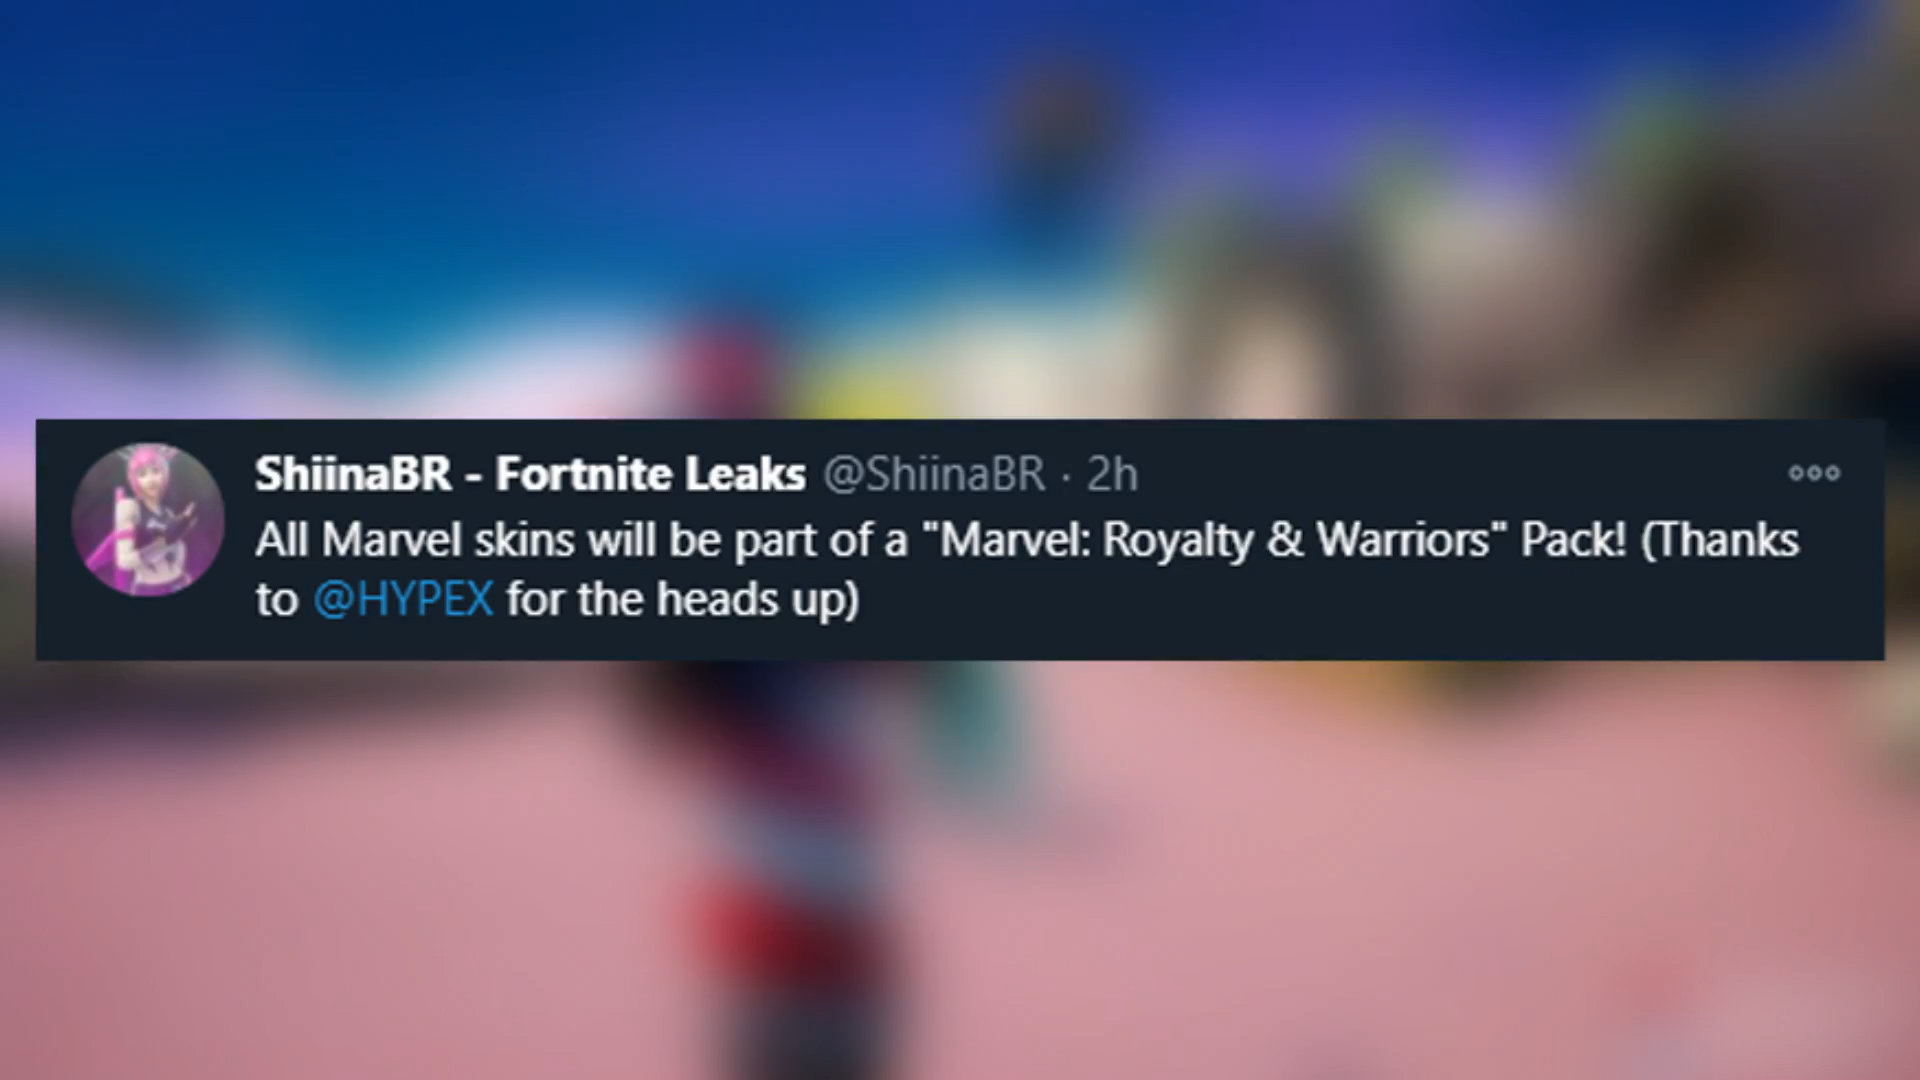 ShiinaBR - Fortnite Leaks @ShiinaBR · 2h
All Marvel skins will be part of a "Marvel: Royalty & Warriors" Pack! (Thanks
to @HYPEX for the heads up)